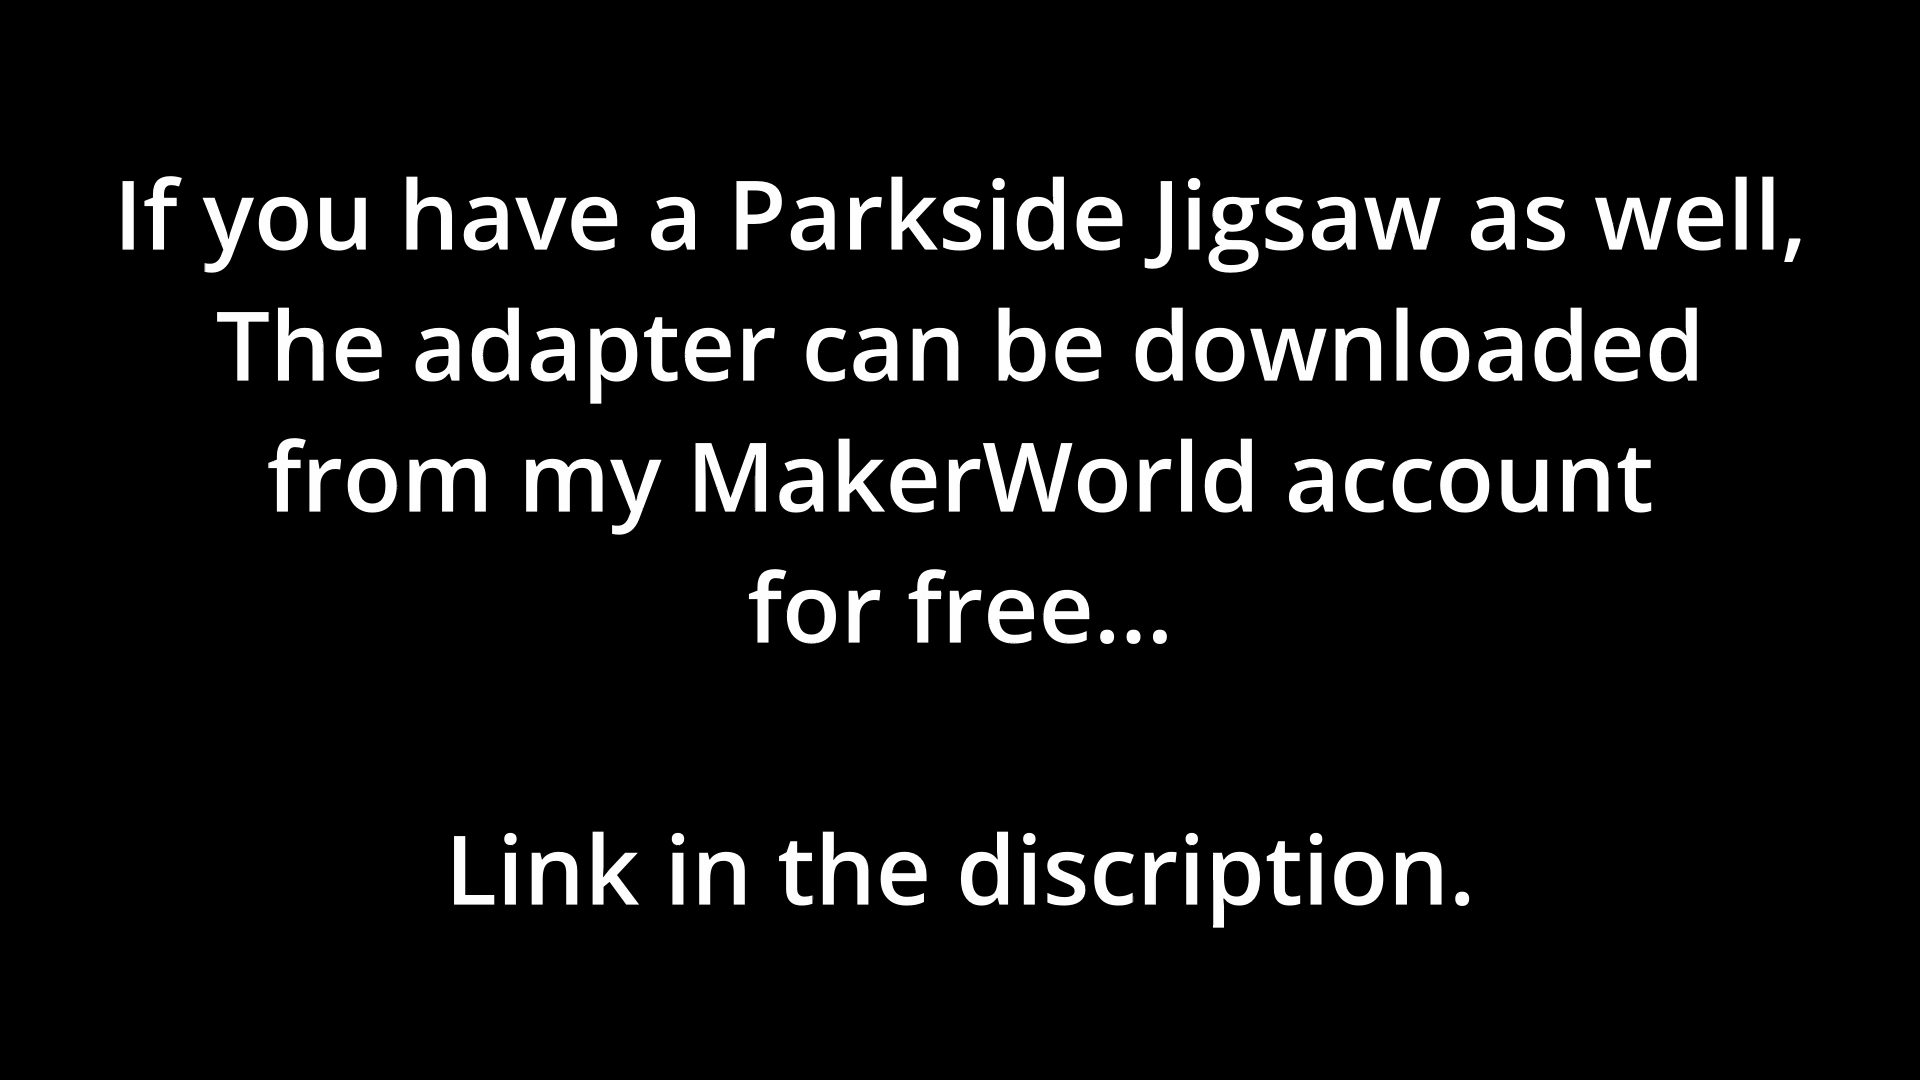 If you have a Parkside Jigsaw as well,
The adapter can be downloaded
from my MakerWorld account
for free...
Link in the discription.